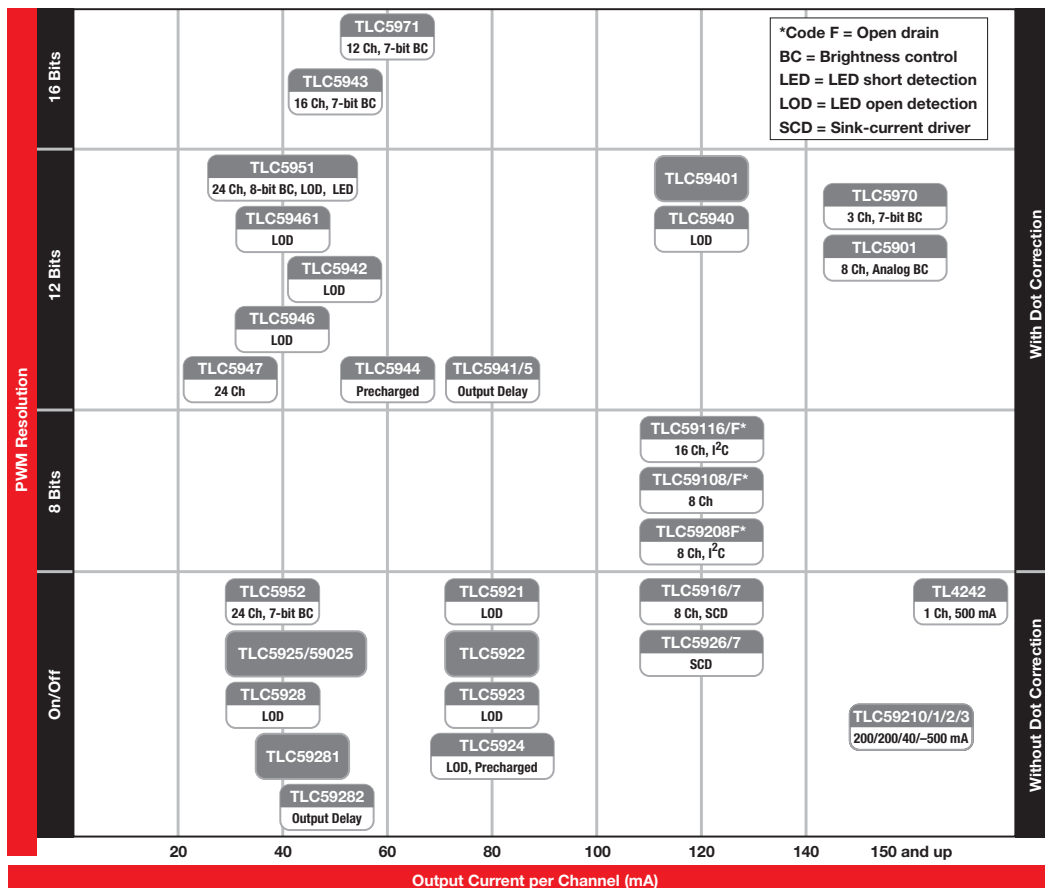 PWM Resolution
16 Bits
TLC5971
12 Ch, 7-bit BC
TLC5943
16 Ch, 7-bit BC
*Code F = Open drain
BC = Brightness control
LED = LED short detection
LOD = LED open detection
SCD = Sink-current driver
12 Bits
TLC5951
24 Ch, 8-bit BC, LOD, LED
TLC59461
LOD
TLC5942
LOD
TLC5946
LOD
TLC5947
24 Ch
TLC5944
Precharged
TLC5941/5
Output Delay
TLC59401
TLC5940
LOD
TLC5970
3 Ch, 7-bit BC
TLC5901
8 Ch, Analog BC
With Dot Correction
8 Bits
TLC59116/F*
16 Ch, I²C
TLC59108/F*
8 Ch
TLC59208F*
8 Ch, I²C
On/Off
TLC5952
24 Ch, 7-bit BC
TLC5925/59025
TLC5928
LOD
TLC59281
TLC59282
Output Delay
TLC5921
LOD
TLC5922
TLC5923
LOD
TLC5924
LOD, Precharged
TLC5916/7
8 Ch, SCD
TLC5926/7
SCD
TL4242
1 Ch, 500 mA
TLC59210/1/2/3
200/200/40/–500 mA
Without Dot Correction
20 40 60 80 100 120 140 150 and up
Output Current per Channel (mA)